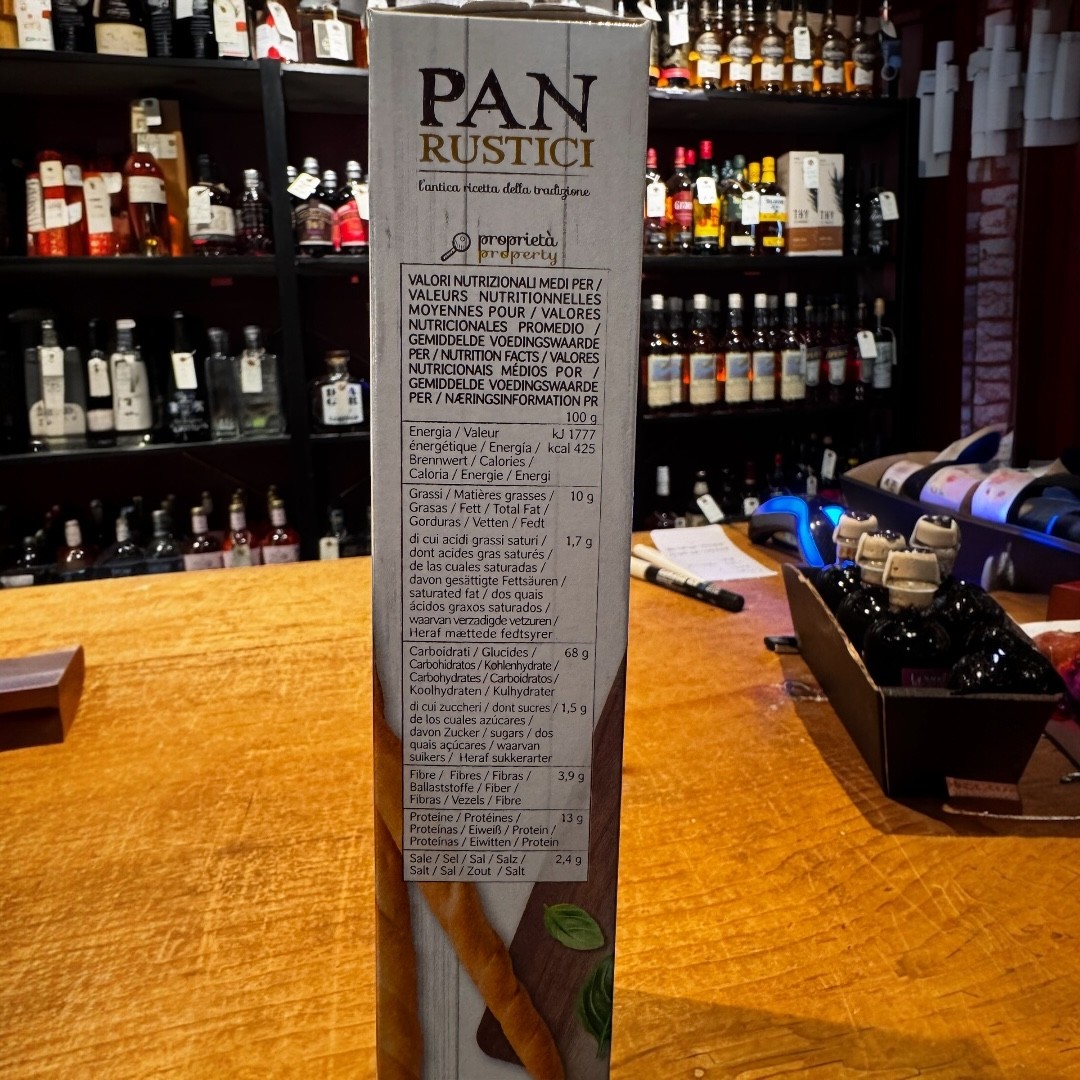 PAN
RUSTICI
l'antica ricetta della tradizione
proprietà
property
VALORI NUTRIZIONALI MEDI PER /
VALEURS NUTRITIONNELLES
MOYENNES POUR / VALORES
NUTRICIONALES PROMEDIO /
GEMIDDELDE VOEDINGSWAARDE
PER / NUTRITION FACTS / VALORES
NUTRICIONAIS MÉDIOS POR /
GEMIDDELDE VOEDINGSWAARDE
PER / NÆRINGSINFORMATION PR
100 g
Energia / Valeur kJ 1777
énergétique / Energía / kcal 425
Brennwert / Calories /
Caloria / Energie / Energi
Grassi / Matières grasses / 10 g
Grasas / Fett / Total Fat /
Gorduras / Vetten / Fedt
di cui acidi grassi saturi / 1,7 g
dont acides gras saturés /
de las cuales saturadas /
davon gesättigte Fettsäuren /
saturated fat / dos quais
ácidos graxos saturados /
waarvan verzadigde vetzuren /
Heraf mættede fedtsyrer
Carboidrati / Glucides / 68 g
Carbohidratos / Kohlenhydrate /
Carbohydrates / Carboidratos /
Koolhydraten / Kulhydrater
di cui zuccheri / dont sucres / 1,5 g
de los cuales azúcares /
davon Zucker / sugars / dos
quais açúcares / waarvan
suikers / Heraf sukkerarter
Fibre / Fibres / Fibras / 3,9 g
Ballaststoffe / Fiber /
Fibras / Vezels / Fibre
Proteine / Protéines / 13 g
Proteínas / Eiweiß / Protein /
Proteínas / Eiwitten / Protein
Sale / Sel / Sal / Salz / 2,4 g
Salt / Sal / Zout / Salt